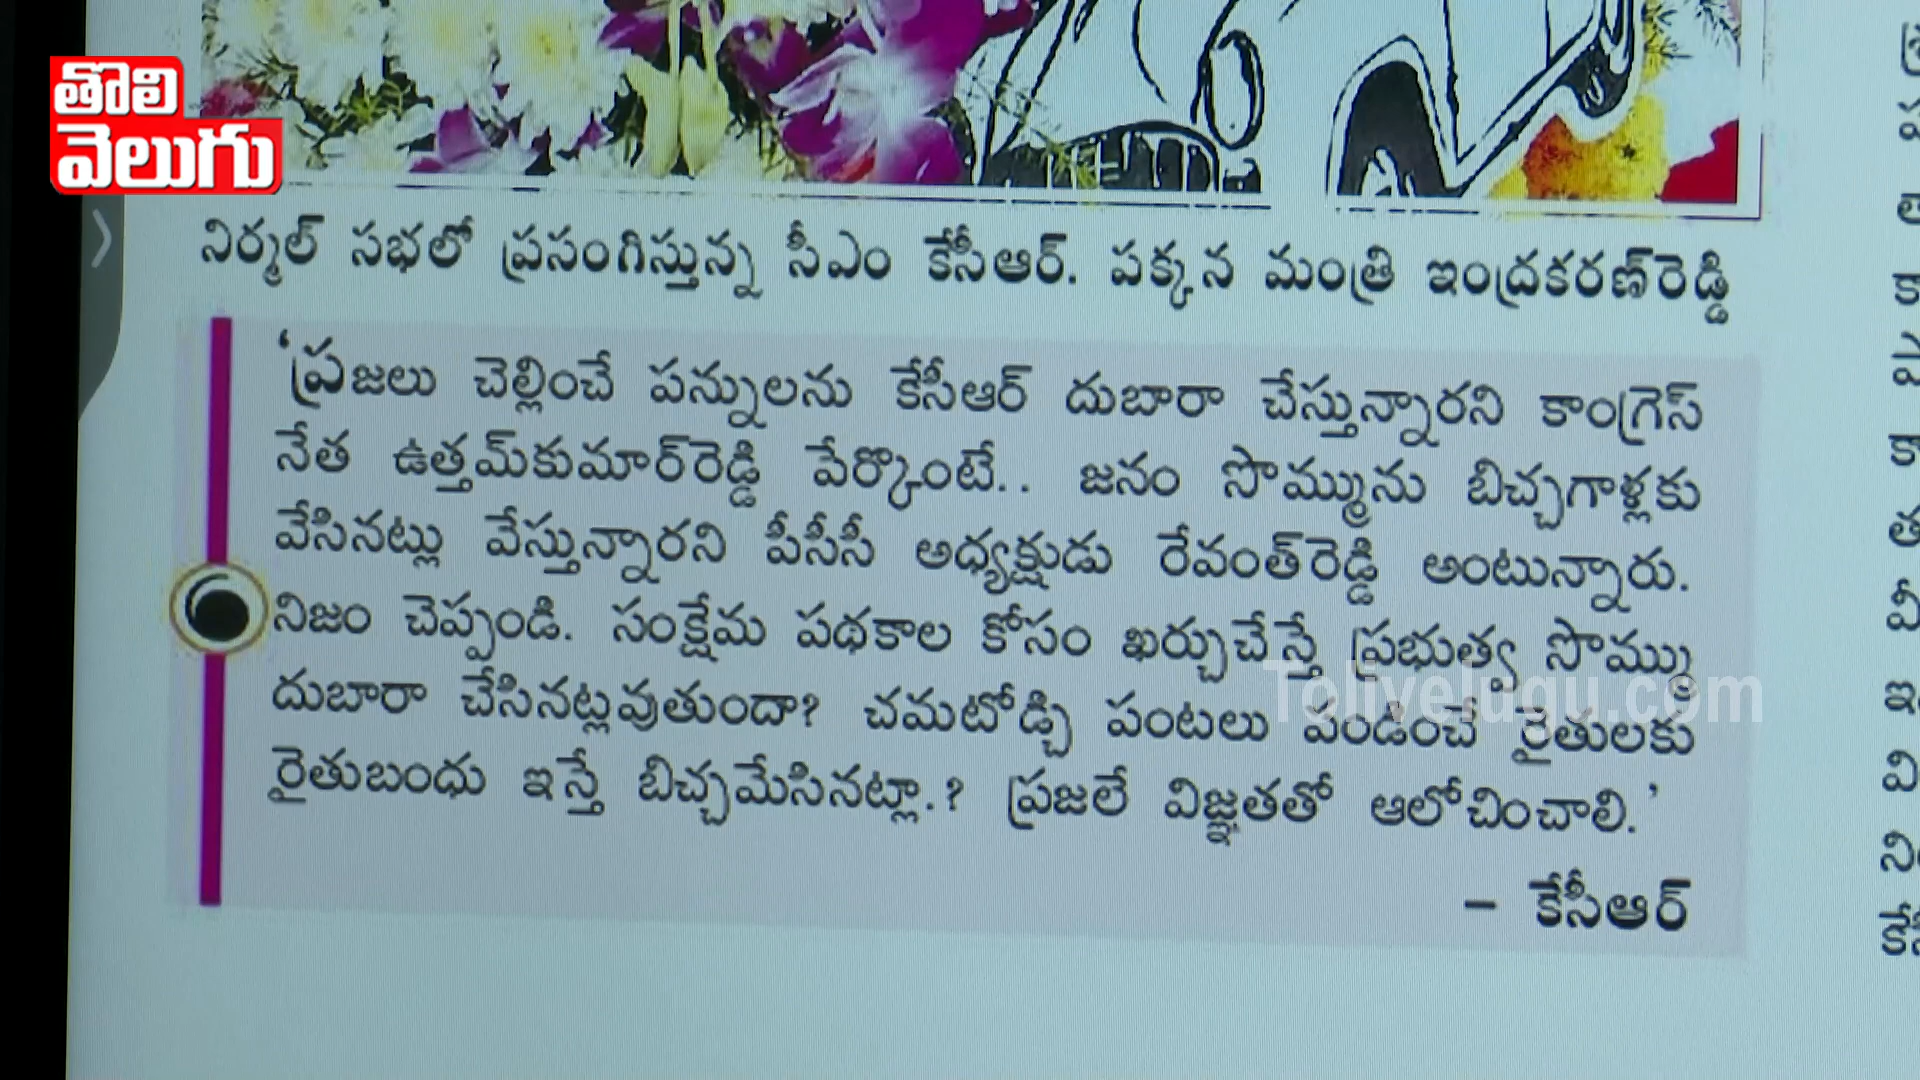 తొలి
వెలుగు
నిర్మల్ సభలో ప్రసంగిస్తున్న సీఎం కేసీఆర్. పక్కన మంత్రి ఇంద్రకరణ్‌రెడ్డి
‘ప్రజలు చెల్లించే పన్నులను కేసీఆర్ దుబారా చేస్తున్నారని కాంగ్రెస్
నేత ఉత్తమ్‌కుమార్‌రెడ్డి పేర్కొంటే.. జనం సొమ్మును బిచ్చగాళ్లకు
వేసినట్లు వేస్తున్నారని పీసీసీ అధ్యక్షుడు రేవంత్‌రెడ్డి అంటున్నారు.
నిజం చెప్పండి. సంక్షేమ పథకాల కోసం ఖర్చుచేస్తే ప్రభుత్వ సొమ్ము
దుబారా చేసినట్లవుతుందా? చమటోడ్చి పంటలు పండించే రైతులకు
రైతుబంధు ఇస్తే బిచ్చమేసినట్లా.? ప్రజలే విజ్ఞతతో ఆలోచించాలి.’
– కేసీఆర్
Tolivelugu.com